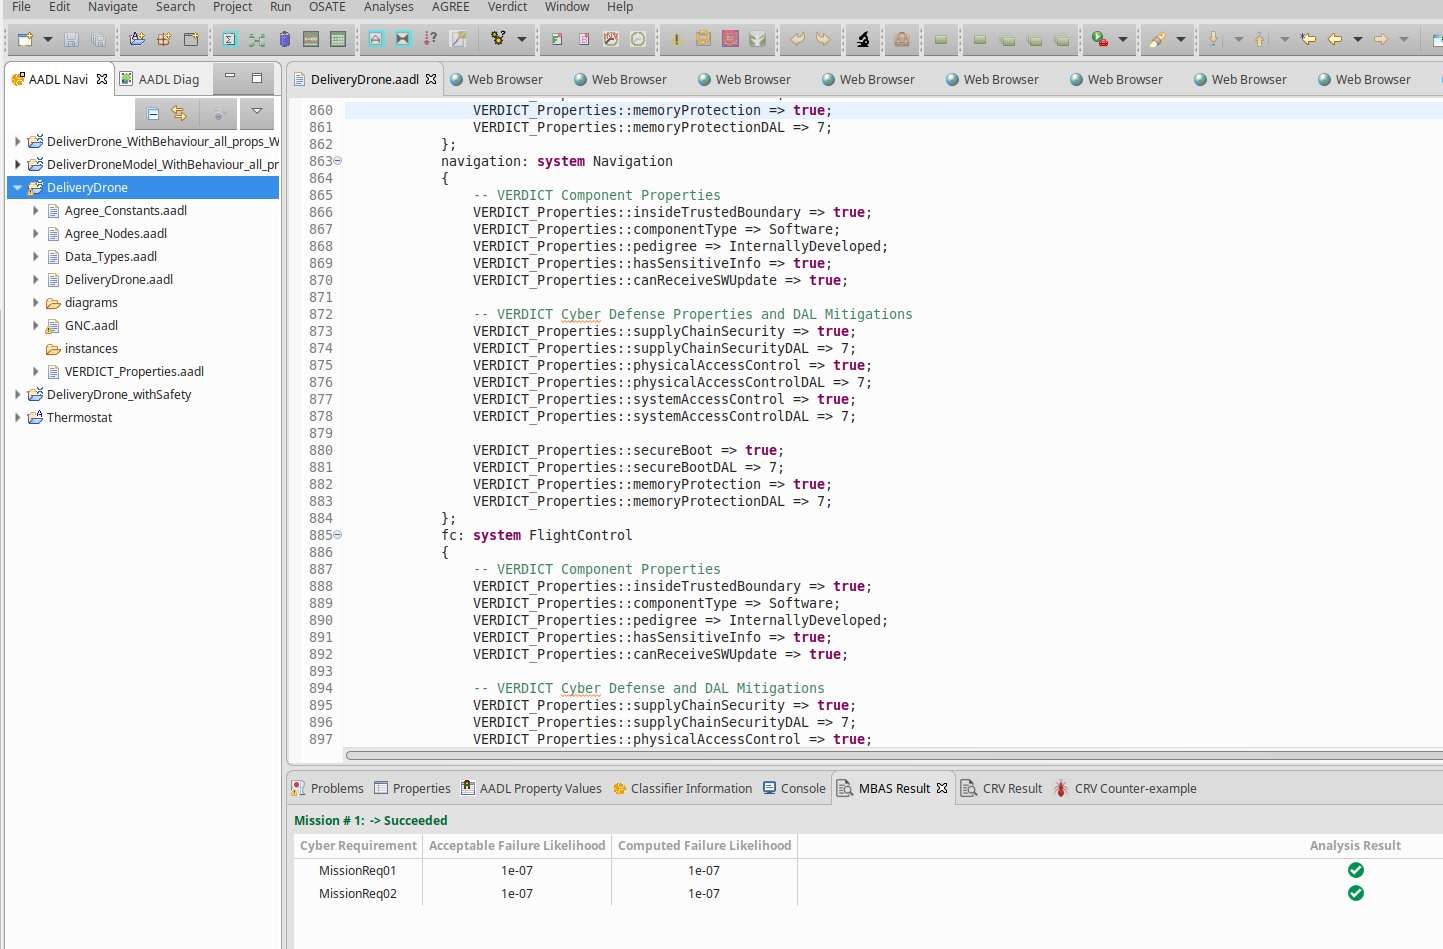 File Edit Navigate Search Project Run OSATE Analyses AGREE Verdict Window Help
AADL Navi AADL Diag
DeliverDrone_WithBehaviour_all_props_W
DeliverDroneModel_WithBehaviour_all_pr
DeliveryDrone
Agree_Constants.aadl
Agree_Nodes.aadl
Data_Types.aadl
DeliveryDrone.aadl
diagrams
GNC.aadl
instances
VERDICT_Properties.aadl
DeliveryDrone_withSafety
Thermostat
DeliveryDrone.aadl Web Browser Web Browser Web Browser Web Browser Web Browser Web Browser Web Browser Web Browser
860 VERDICT_Properties::memoryProtection => true;
861 VERDICT_Properties::memoryProtectionDAL => 7;
862 };
863 navigation: system Navigation
864 {
865 -- VERDICT Component Properties
866 VERDICT_Properties::insideTrustedBoundary => true;
867 VERDICT_Properties::componentType => Software;
868 VERDICT_Properties::pedigree => InternallyDeveloped;
869 VERDICT_Properties::hasSensitiveInfo => true;
870 VERDICT_Properties::canReceiveSWUpdate => true;
871
872 -- VERDICT Cyber Defense Properties and DAL Mitigations
873 VERDICT_Properties::supplyChainSecurity => true;
874 VERDICT_Properties::supplyChainSecurityDAL => 7;
875 VERDICT_Properties::physicalAccessControl => true;
876 VERDICT_Properties::physicalAccessControlDAL => 7;
877 VERDICT_Properties::systemAccessControl => true;
878 VERDICT_Properties::systemAccessControlDAL => 7;
879
880 VERDICT_Properties::secureBoot => true;
881 VERDICT_Properties::secureBootDAL => 7;
882 VERDICT_Properties::memoryProtection => true;
883 VERDICT_Properties::memoryProtectionDAL => 7;
884 };
885 fc: system FlightControl
886 {
887 -- VERDICT Component Properties
888 VERDICT_Properties::insideTrustedBoundary => true;
889 VERDICT_Properties::componentType => Software;
890 VERDICT_Properties::pedigree => InternallyDeveloped;
891 VERDICT_Properties::hasSensitiveInfo => true;
892 VERDICT_Properties::canReceiveSWUpdate => true;
893
894 -- VERDICT Cyber Defense and DAL Mitigations
895 VERDICT_Properties::supplyChainSecurity => true;
896 VERDICT_Properties::supplyChainSecurityDAL => 7;
897 VERDICT_Properties::physicalAccessControl => true;
Problems Properties AADL Property Values Classifier Information Console MBAS Result CRV Result CRV Counter-example
Mission # 1: -> Succeeded
Cyber Requirement Acceptable Failure Likelihood Computed Failure Likelihood Analysis Result
MissionReq01 1e-07 1e-07
MissionReq02 1e-07 1e-07